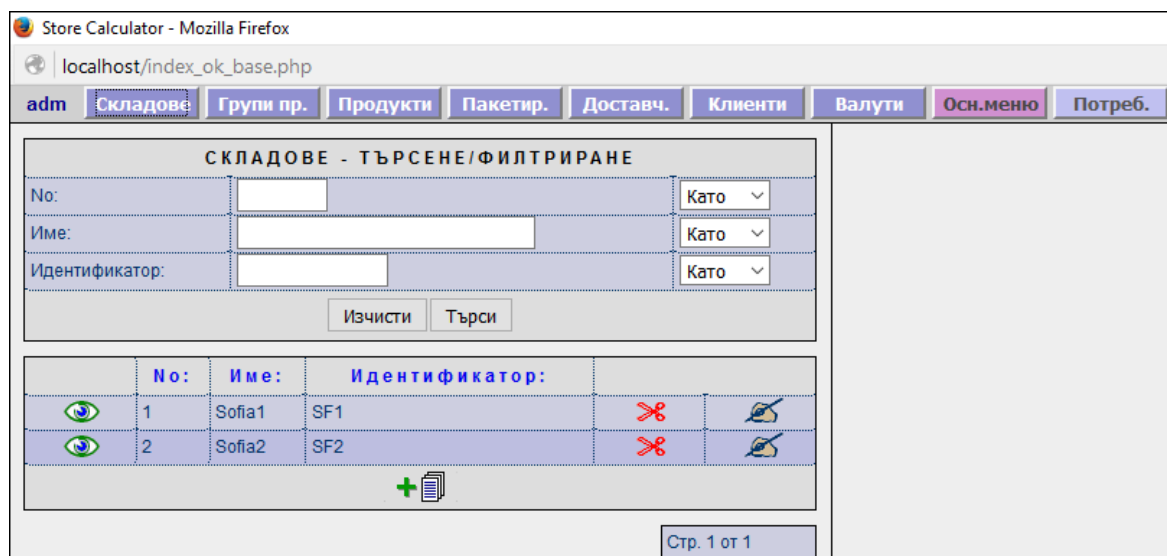 Store Calculator - Mozilla Firefox
localhost/index_ok_base.php
adm Складове Групи пр. Продукти Пакетир. Доставч. Клиенти Валути Осн.меню Потреб.
СКЛАДОВЕ - ТЪРСЕНЕ/ФИЛТРИРАНЕ
No: Като
Име: Като
Идентификатор: Като
Изчисти Търси
No: Име: Идентификатор:
1 Sofia1 SF1
2 Sofia2 SF2
Стр. 1 от 1